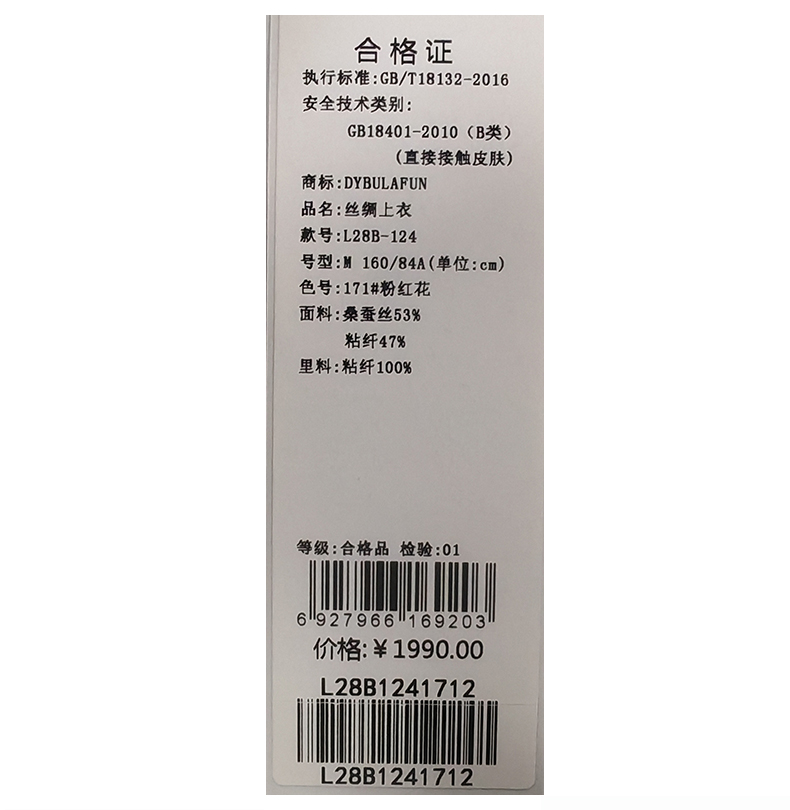 合格证
执行标准:GB/T18132-2016
安全技术类别:
GB18401-2010（B类）
(直接接触皮肤)
商标:DYBULAFUN
品名:丝绸上衣
款号:L28B-124
号型:M 160/84A(单位:cm)
色号:171#粉红花
面料:桑蚕丝53%
粘纤47%
里料:粘纤100%
等级:合格品 检验:01
6 927966 169203
价格:￥1990.00
L28B1241712
L28B1241712